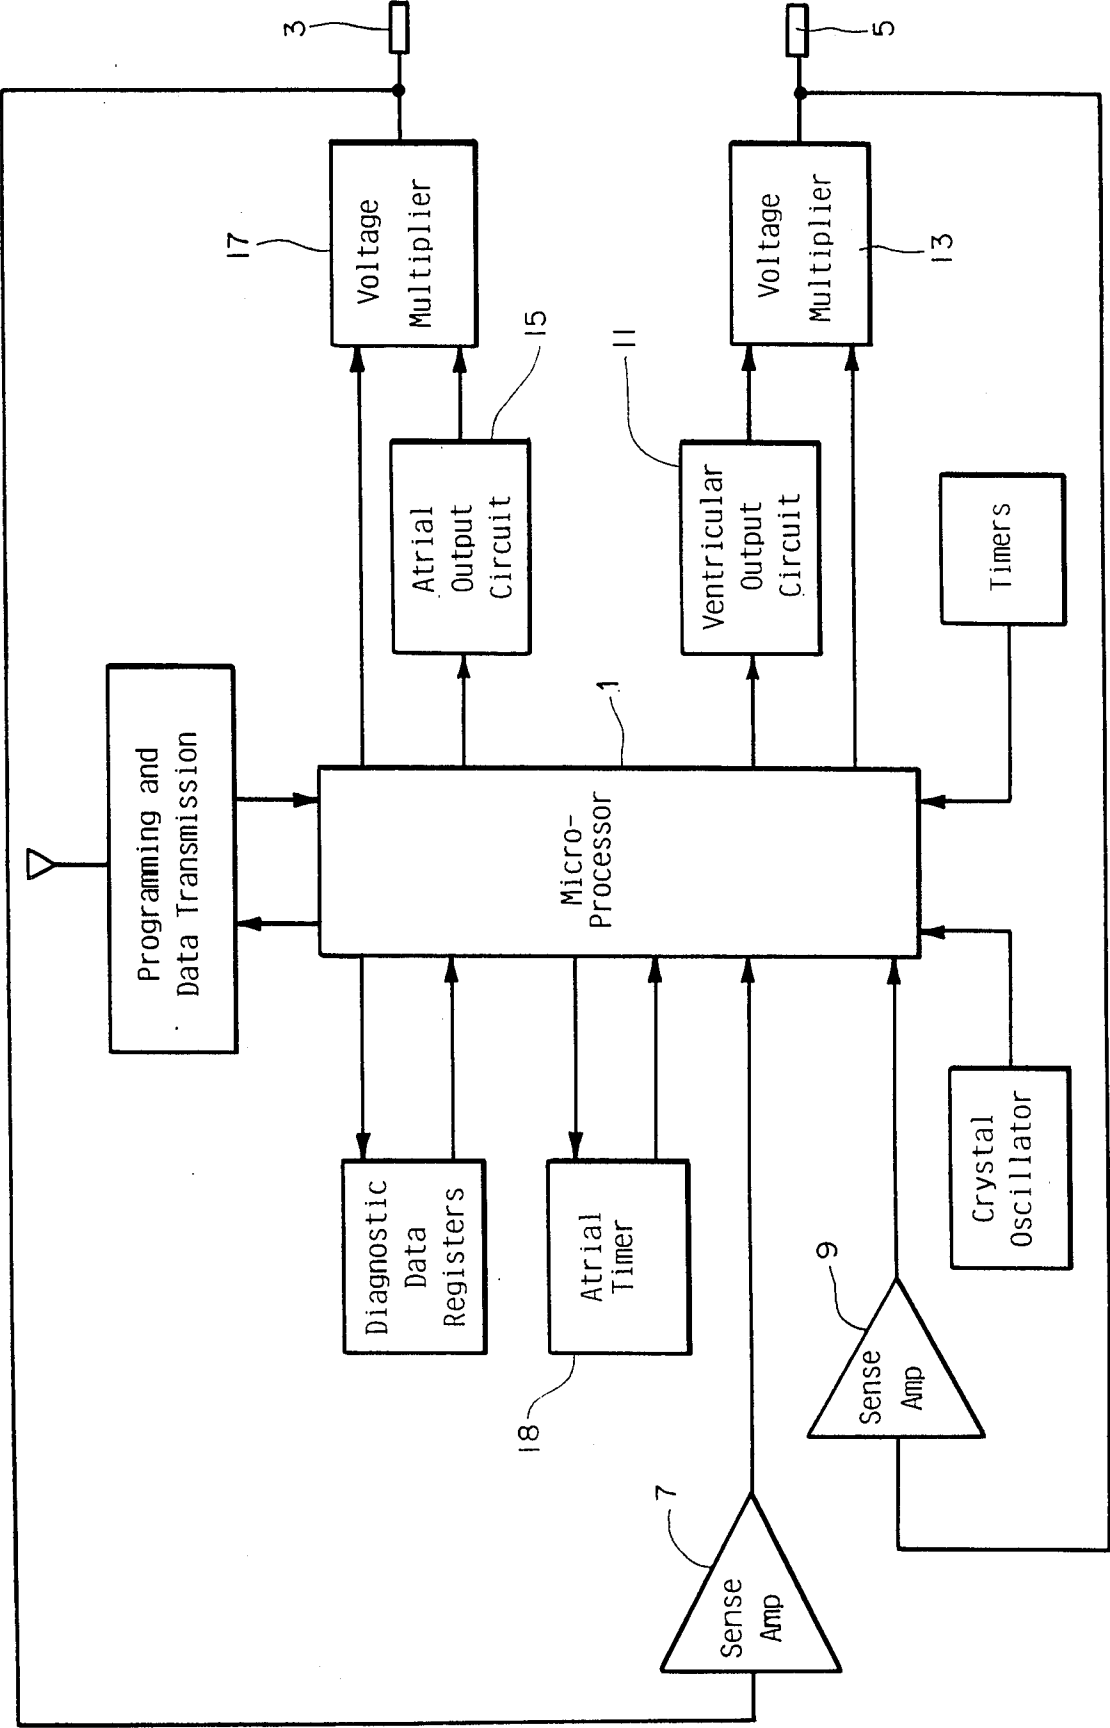 3
5
17
Voltage
Multiplier
Voltage
Multiplier
13
15
11
Atrial
Output
Circuit
Ventricular
Output
Circuit
Timers
1
Programming and
Data Transmission
Micro-
Processor
Diagnostic
Data
Registers
Atrial
Timer
18
Crystal
Oscillator
9
Sense
Amp
7
Sense
Amp